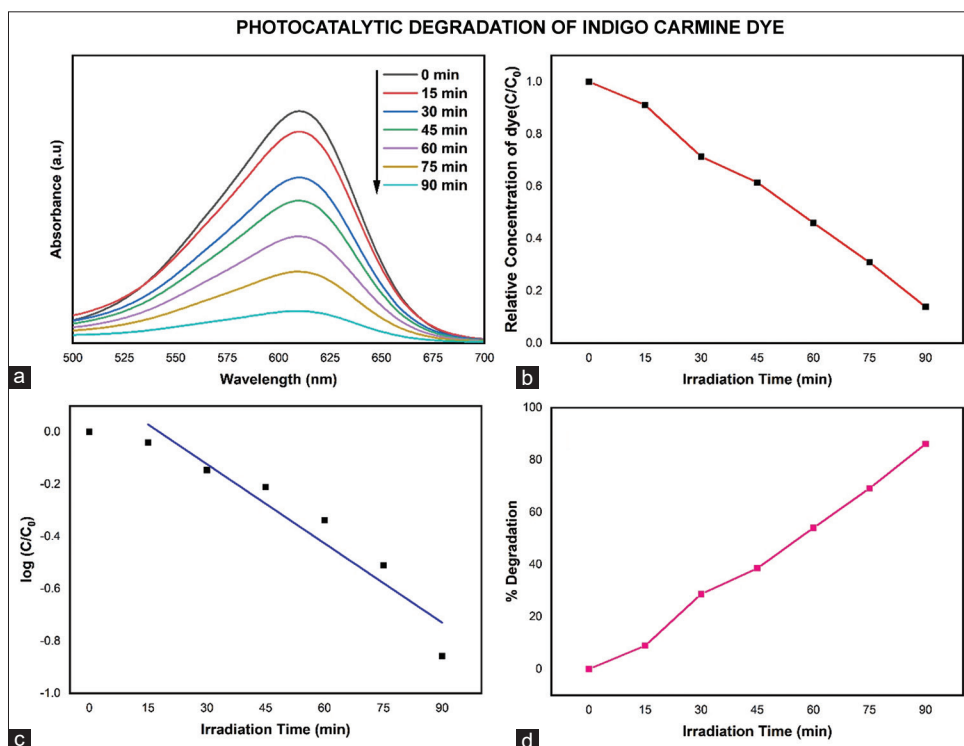 PHOTOCATALYTIC DEGRADATION OF INDIGO CARMINE DYE
Absorbance (a.u)
0 min
15 min
30 min
45 min
60 min
75 min
90 min
500 525 550 575 600 625 650 675 700
Wavelength (nm)
a
Relative Concentration of dye(C/C₀)
1.0
0.8
0.6
0.4
0.2
0.0
0 15 30 45 60 75 90
Irradiation Time (min)
b
log (C/C₀)
0.0
-0.2
-0.4
-0.6
-0.8
-1.0
0 15 30 45 60 75 90
Irradiation Time (min)
c
% Degradation
100
80
60
40
20
0
0 15 30 45 60 75 90
Irradiation Time (min)
d